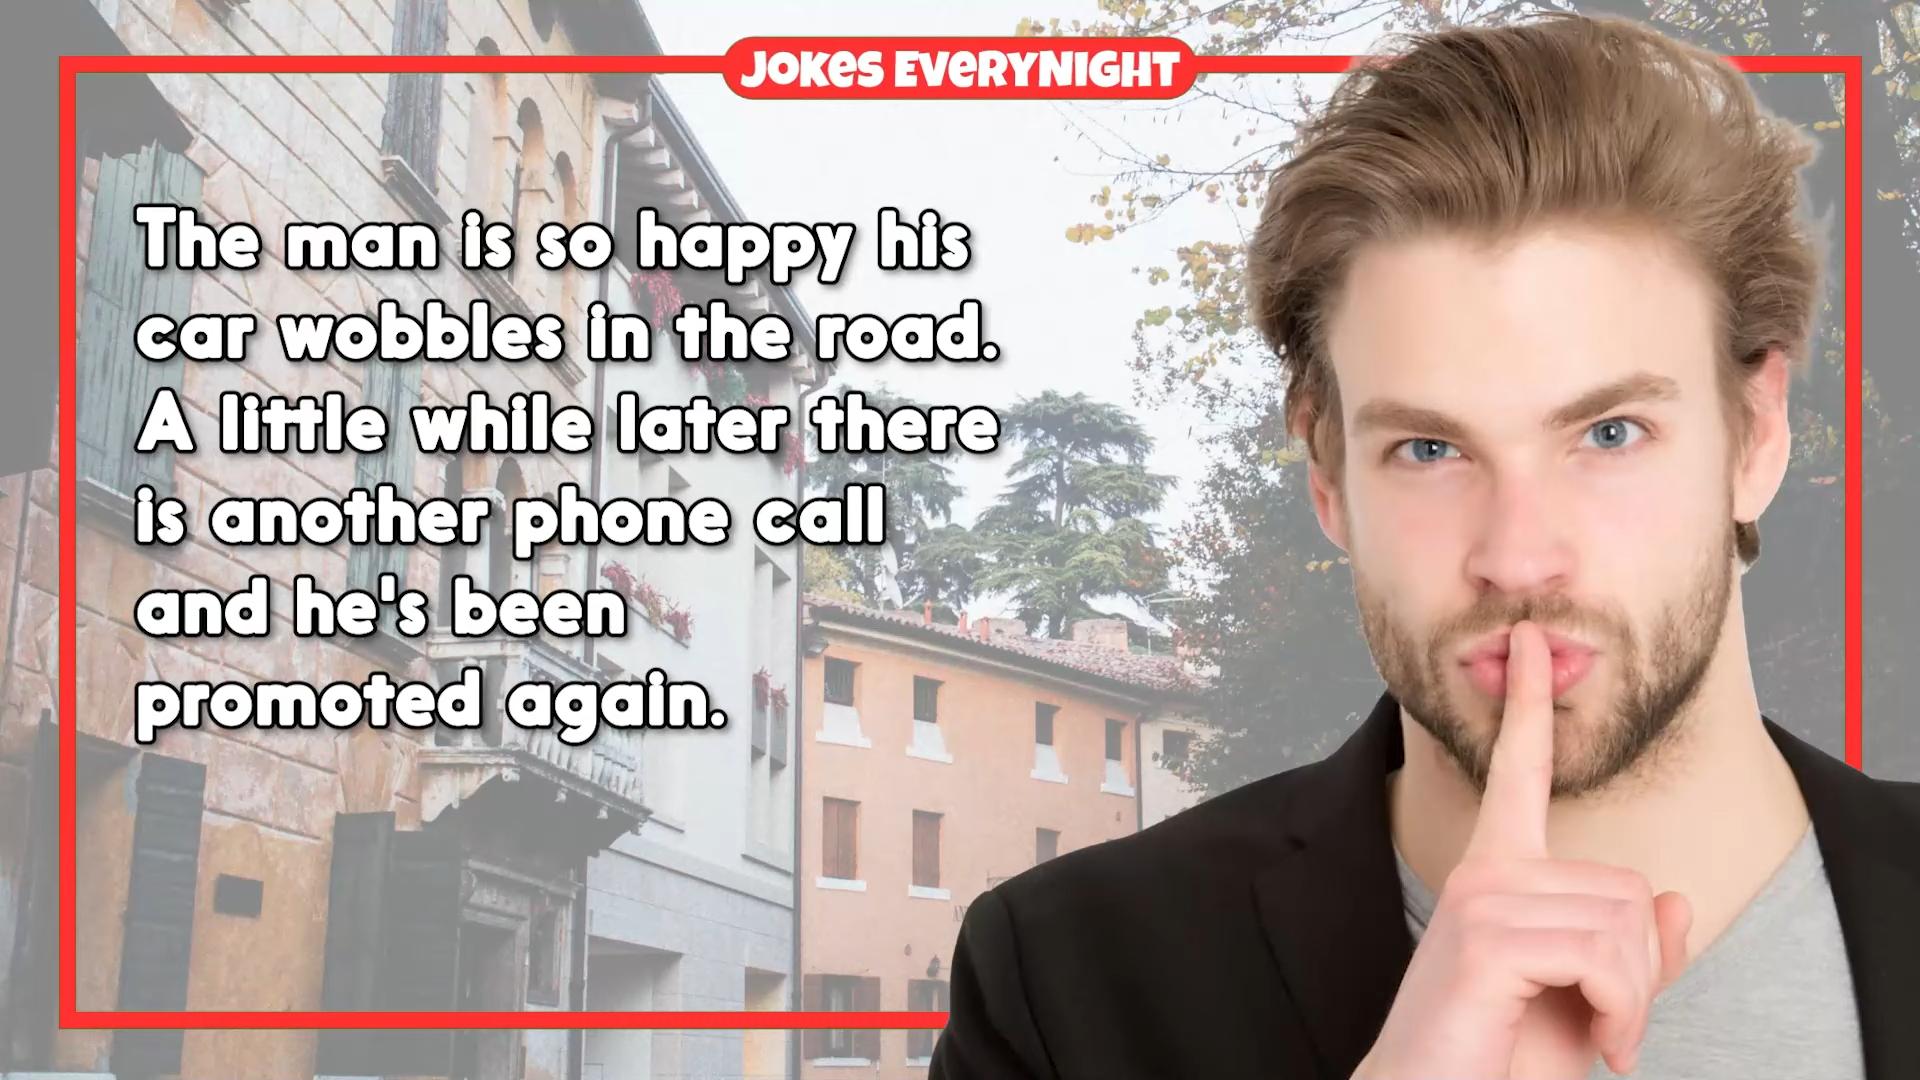 JOKES EVERYNIGHT
The man is so happy his
car wobbles in the road.
A little while later there
is another phone call
and he's been
promoted again.